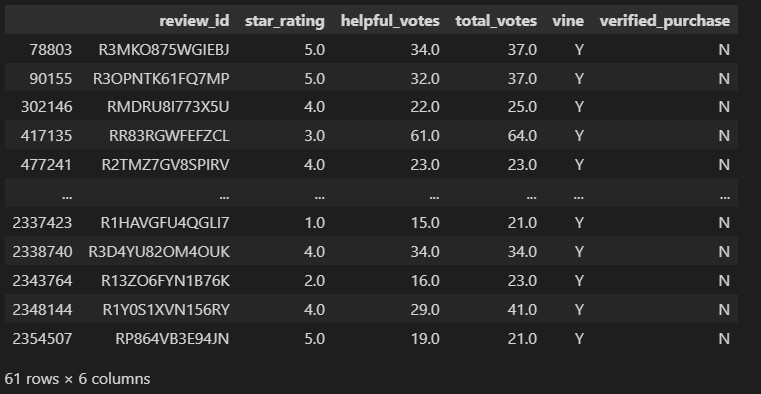 review_id star_rating helpful_votes total_votes vine verified_purchase
78803 R3MKO875WGIEBJ 5.0 34.0 37.0 Y N
90155 R3OPNTK61FQ7MP 5.0 32.0 37.0 Y N
302146 RMDRU8I773X5U 4.0 22.0 25.0 Y N
417135 RR83RGWFEFZCL 3.0 61.0 64.0 Y N
477241 R2TMZ7GV8SPIRV 4.0 23.0 23.0 Y N
... ... ... ... ... ... ...
2337423 R1HAVGFU4QGLI7 1.0 15.0 21.0 Y N
2338740 R3D4YU82OM4OUK 4.0 34.0 34.0 Y N
2343764 R13ZO6FYN1B76K 2.0 16.0 23.0 Y N
2348144 R1Y0S1XVN156RY 4.0 29.0 41.0 Y N
2354507 RP864VB3E94JN 5.0 19.0 21.0 Y N
61 rows × 6 columns